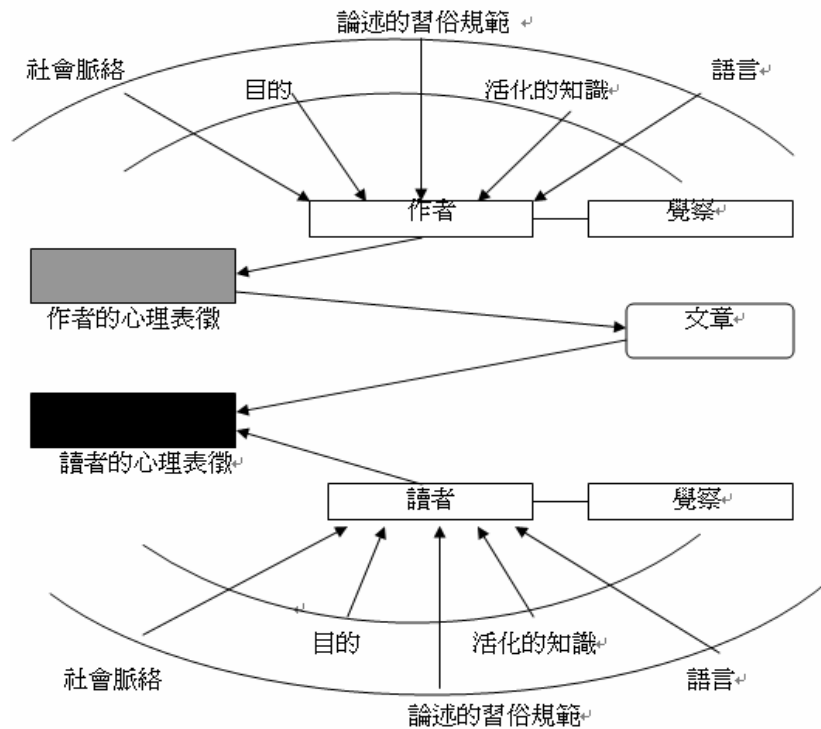 論述的習俗規範
社會脈絡
語言
目的
活化的知識
作者
覺察
作者的心理表徵
文章
讀者的心理表徵
讀者
覺察
目的
活化的知識
社會脈絡
語言
論述的習俗規範